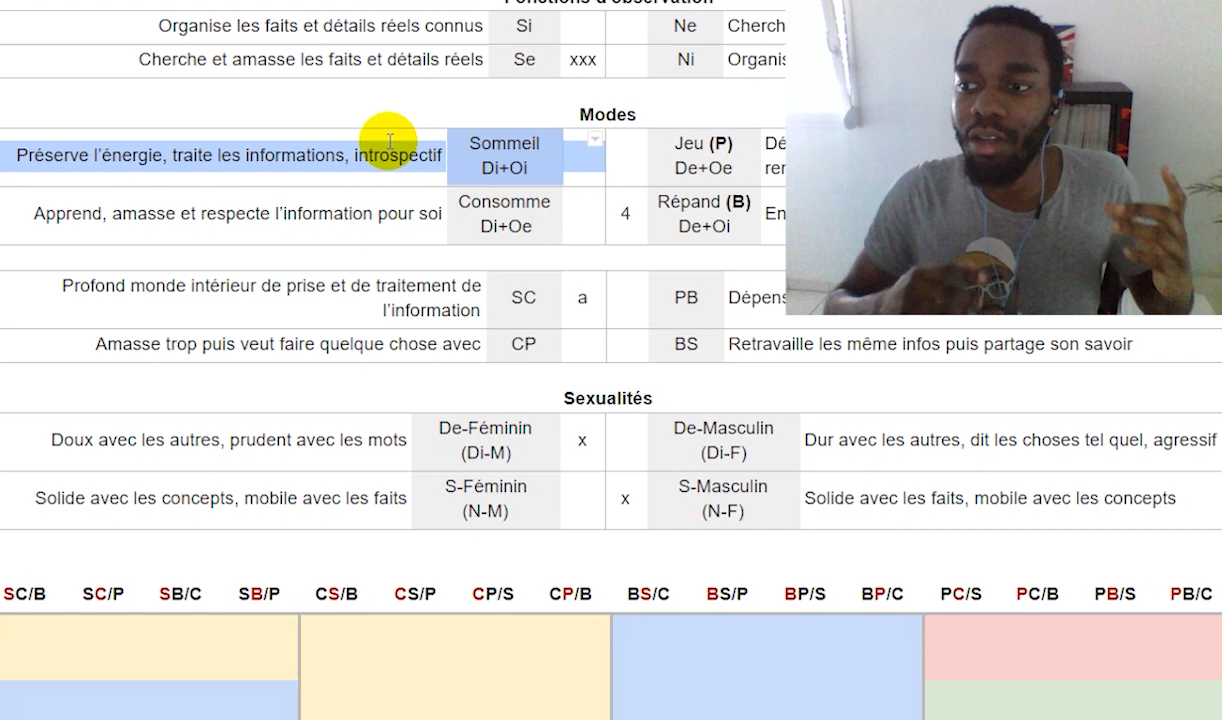 Fonctions d'observation
Organise les faits et détails réels connus Si Ne Cherch
Cherche et amasse les faits et détails réels Se xxx Ni Organis
Modes
Préserve l'énergie, traite les informations, introspectif Sommeil Di+Oi Jeu (P) De+Oe Dé
ren
Apprend, amasse et respecte l'information pour soi Consomme Di+Oe 4 Répand (B) De+Oi En
Profond monde intérieur de prise et de traitement de
l'information SC a PB Dépens
Amasse trop puis veut faire quelque chose avec CP BS Retravaille les même infos puis partage son savoir
Sexualités
Doux avec les autres, prudent avec les mots De-Féminin (Di-M) x De-Masculin (Di-F) Dur avec les autres, dit les choses tel quel, agressif
Solide avec les concepts, mobile avec les faits S-Féminin (N-M) x S-Masculin (N-F) Solide avec les faits, mobile avec les concepts
SC/B SC/P SB/C SB/P CS/B CS/P CP/S CP/B BS/C BS/P BP/S BP/C PC/S PC/B PB/S PB/C